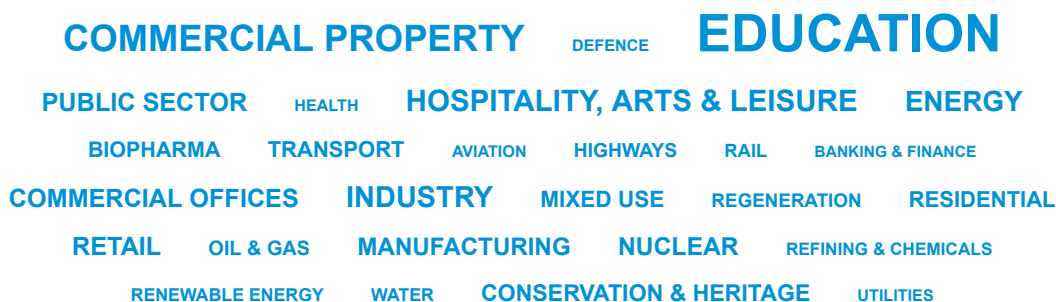 COMMERCIAL PROPERTY DEFENCE EDUCATION
PUBLIC SECTOR HEALTH HOSPITALITY, ARTS & LEISURE ENERGY
BIOPHARMA TRANSPORT AVIATION HIGHWAYS RAIL BANKING & FINANCE
COMMERCIAL OFFICES INDUSTRY MIXED USE REGENERATION RESIDENTIAL
RETAIL OIL & GAS MANUFACTURING NUCLEAR REFINING & CHEMICALS
RENEWABLE ENERGY WATER CONSERVATION & HERITAGE UTILITIES